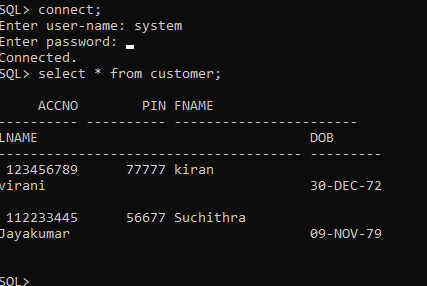 SQL> connect;
Enter user-name: system
Enter password:
Connected.
SQL> select * from customer;
ACCNO PIN FNAME
---------- ---------- --------------------
LNAME DOB
------------------------------ ---------
123456789 77777 kiran
virani 30-DEC-72
112233445 56677 Suchithra
Jayakumar 09-NOV-79
SQL>